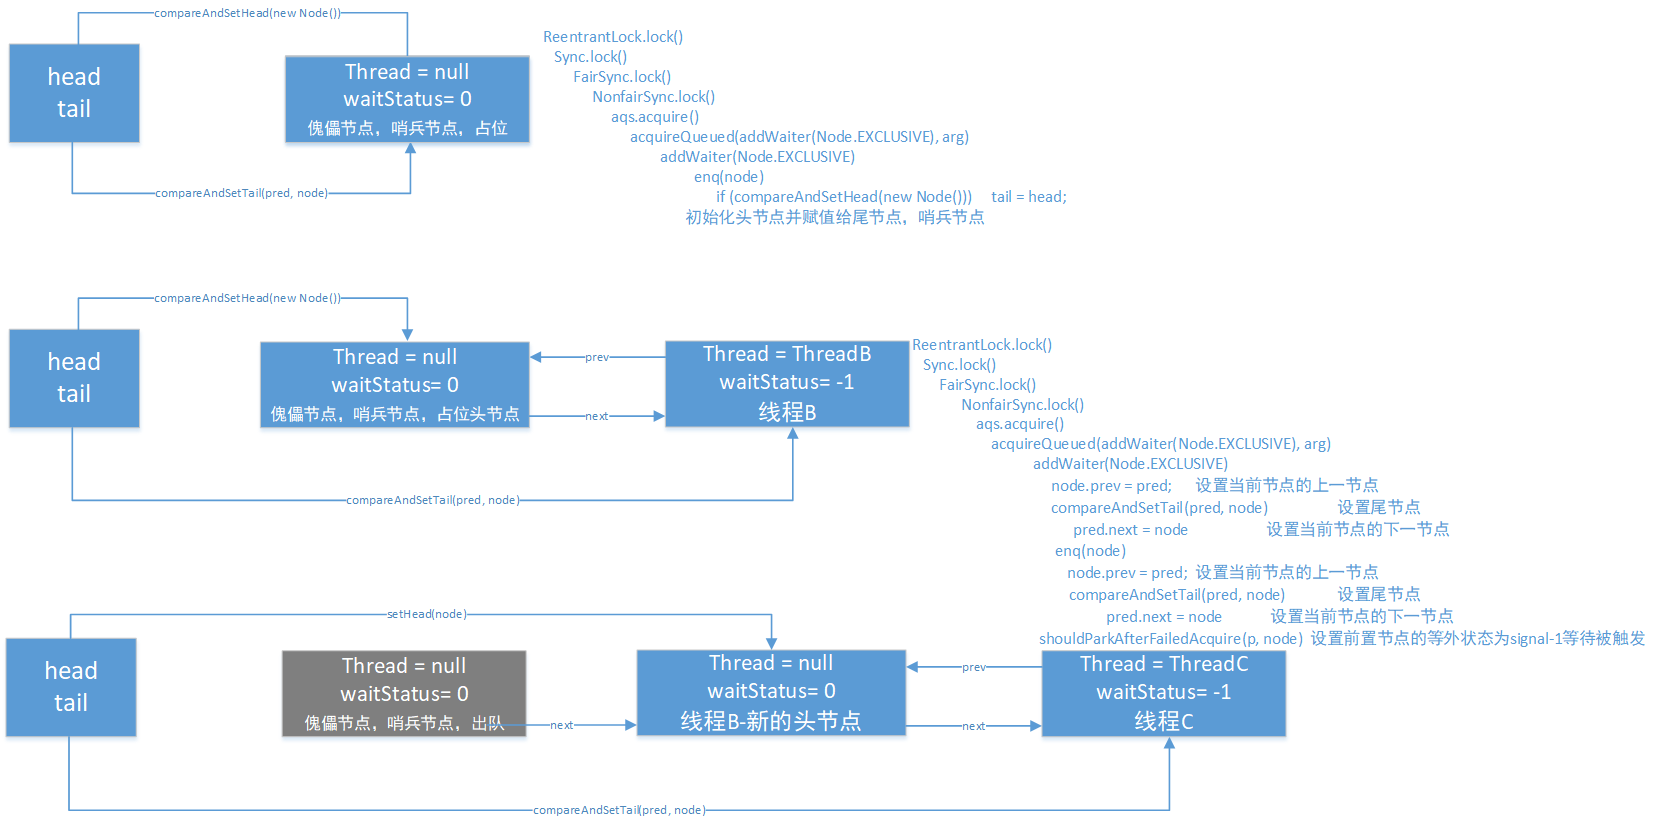 compareAndSetHead(new Node())
head
tail
Thread = null
waitStatus= 0
傀儡节点，哨兵节点，占位
compareAndSetTail(pred, node)
ReentrantLock.lock()
Sync.lock()
FairSync.lock()
NonfairSync.lock()
aqs.acquire()
acquireQueued(addWaiter(Node.EXCLUSIVE), arg)
addWaiter(Node.EXCLUSIVE)
enq(node)
if (compareAndSetHead(new Node())) tail = head;
初始化头节点并赋值给尾节点，哨兵节点
compareAndSetHead(new Node())
head
tail
Thread = null
waitStatus= 0
傀儡节点，哨兵节点，占位头节点
prev
next
Thread = ThreadB
waitStatus= -1
线程B
compareAndSetTail(pred, node)
ReentrantLock.lock()
Sync.lock()
FairSync.lock()
NonfairSync.lock()
aqs.acquire()
acquireQueued(addWaiter(Node.EXCLUSIVE), arg)
addWaiter(Node.EXCLUSIVE)
node.prev = pred; 设置当前节点的上一节点
compareAndSetTail(pred, node) 设置尾节点
pred.next = node 设置当前节点的下一节点
enq(node)
node.prev = pred; 设置当前节点的上一节点
compareAndSetTail(pred, node) 设置尾节点
pred.next = node 设置当前节点的下一节点
shouldParkAfterFailedAcquire(p, node) 设置前置节点的等外状态为signal-1等待被触发
setHead(node)
head
tail
Thread = null
waitStatus= 0
傀儡节点，哨兵节点，出队
next
Thread = null
waitStatus= 0
线程B-新的头节点
prev
next
Thread = ThreadC
waitStatus= -1
线程C
compareAndSetTail(pred, node)